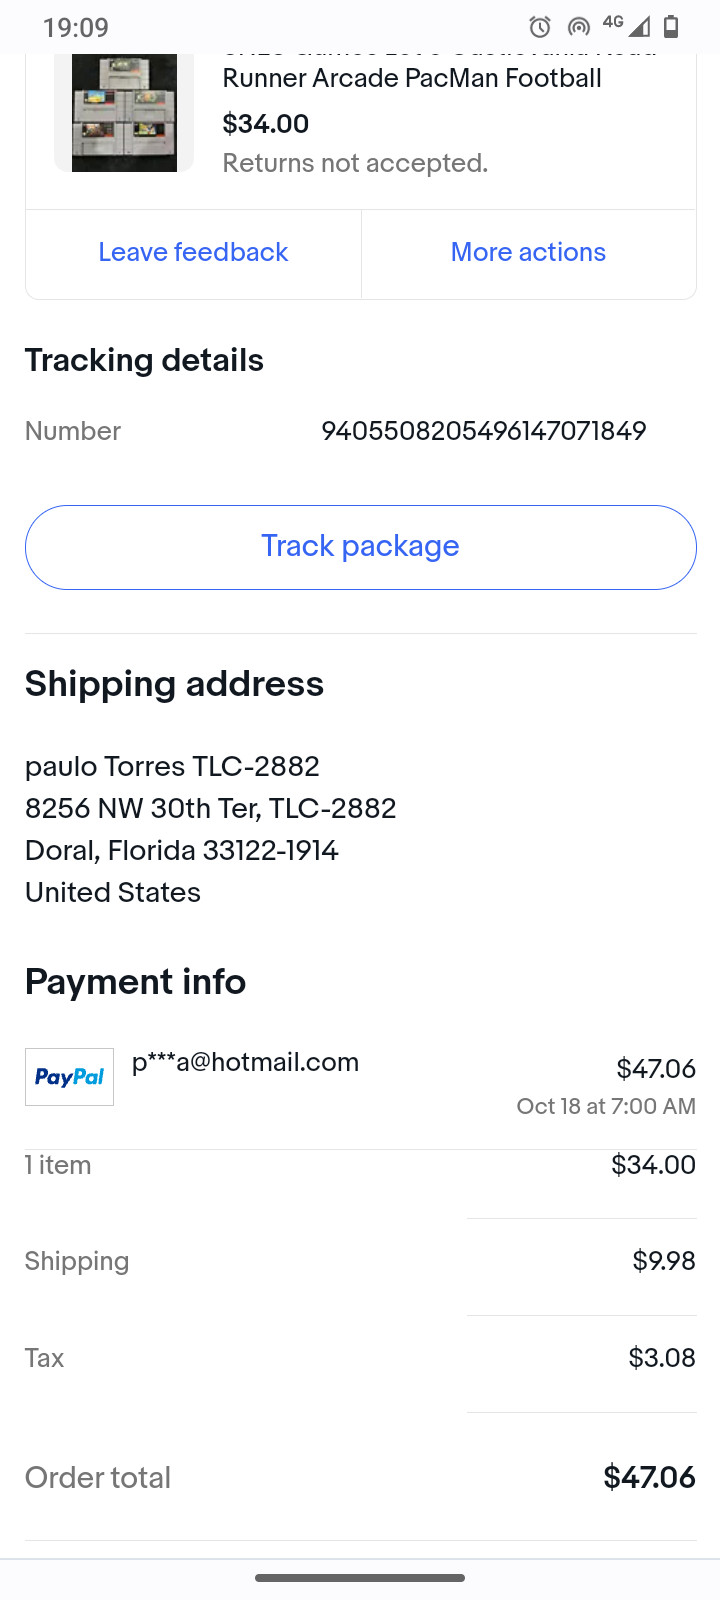 19:09
4G
Runner Arcade PacMan Football
$34.00
Returns not accepted.
Leave feedback
More actions
Tracking details
Number
9405508205496147071849
Track package
Shipping address
paulo Torres TLC-2882
8256 NW 30th Ter, TLC-2882
Doral, Florida 33122-1914
United States
Payment info
PayPal
p***a@hotmail.com
$47.06
Oct 18 at 7:00 AM
1 item
$34.00
Shipping
$9.98
Tax
$3.08
Order total
$47.06